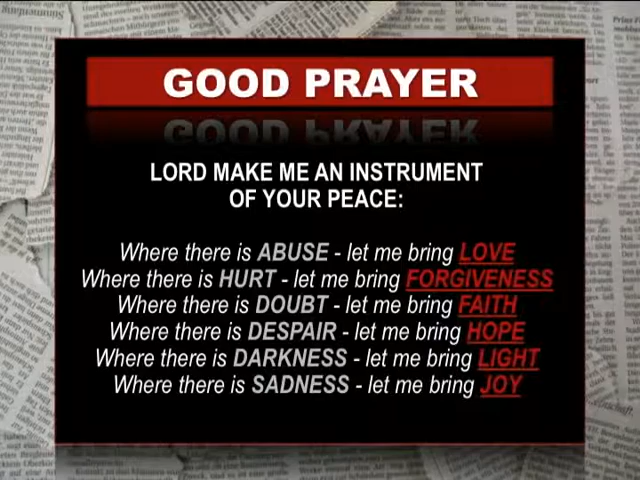 GOOD PRAYER
LORD MAKE ME AN INSTRUMENT
OF YOUR PEACE:
Where there is ABUSE - let me bring LOVE
Where there is HURT - let me bring FORGIVENESS
Where there is DOUBT - let me bring FAITH
Where there is DESPAIR - let me bring HOPE
Where there is DARKNESS - let me bring LIGHT
Where there is SADNESS - let me bring JOY